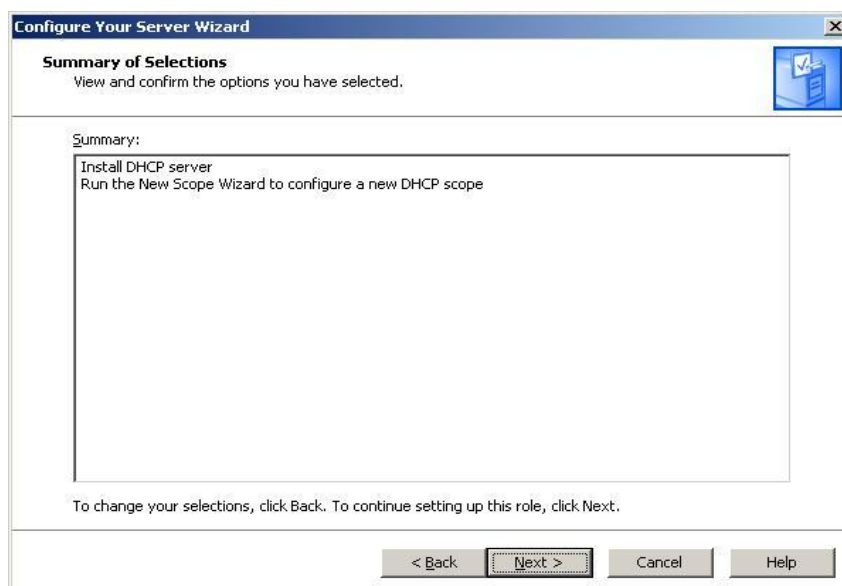 Configure Your Server Wizard
Summary of Selections
View and confirm the options you have selected.
Summary:
Install DHCP server
Run the New Scope Wizard to configure a new DHCP scope
To change your selections, click Back. To continue setting up this role, click Next.
< Back
Next >
Cancel
Help